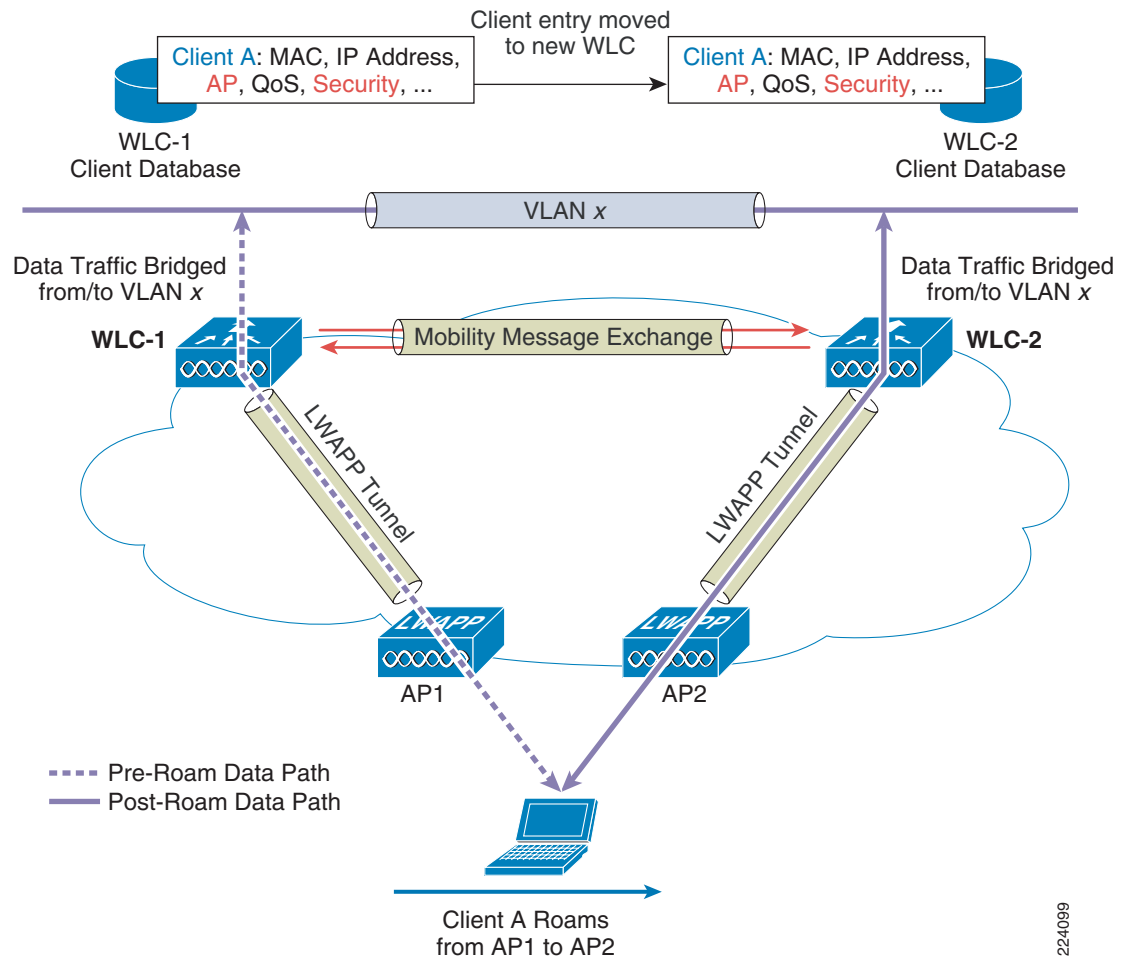 Client entry moved
to new WLC
Client A: MAC, IP Address,
AP, QoS, Security, ...
Client A: MAC, IP Address,
AP, QoS, Security, ...
WLC-1
Client Database
WLC-2
Client Database
VLAN x
Data Traffic Bridged
from/to VLAN x
Data Traffic Bridged
from/to VLAN x
WLC-1
Mobility Message Exchange
WLC-2
LWAPP Tunnel
LWAPP Tunnel
LWAPP
LWAPP
AP1
AP2
Pre-Roam Data Path
Post-Roam Data Path
Client A Roams
from AP1 to AP2
224099